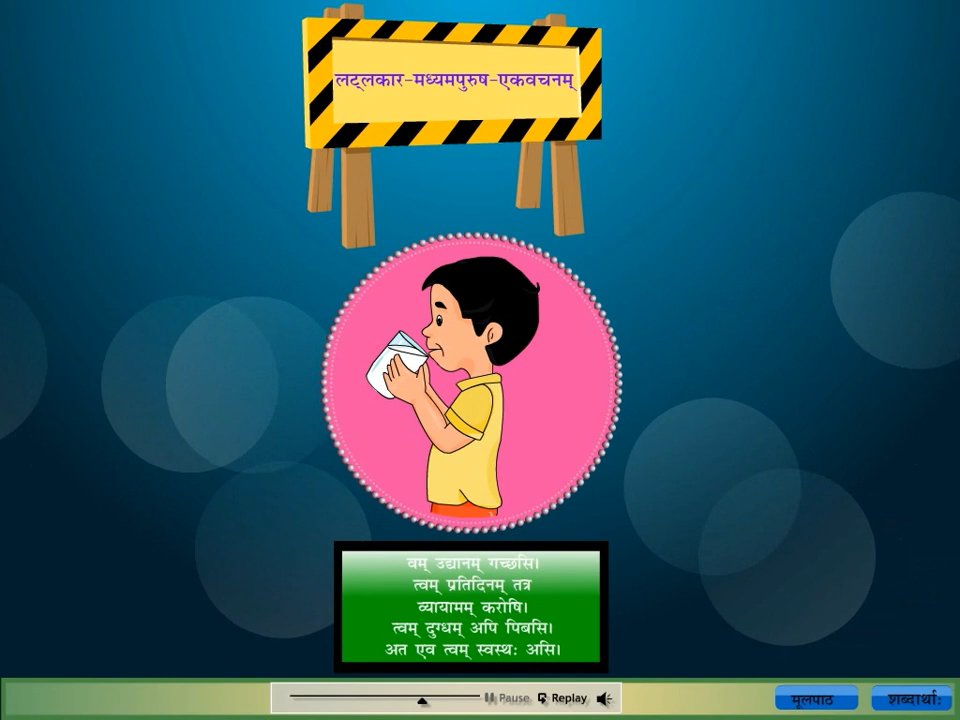 लट्लकार-मध्यमपुरुष-एकवचनम्
वम् उद्यानम् गच्छसि।
त्वम् प्रतिदिनम् तत्र
व्यायामम् करोषि।
त्वम् दुग्धम् अपि पिबसि।
अत एव त्वम् स्वस्थः असि।
Pause Replay
मूलपाठ शब्दार्थाः